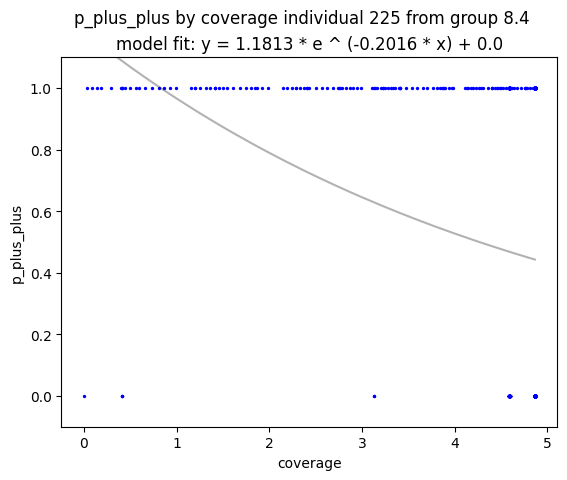 p_plus_plus by coverage individual 225 from group 8.4
model fit: y = 1.1813 * e ^ (-0.2016 * x) + 0.0
1.0
0.8
0.6
0.4
0.2
0.0
p_plus_plus
0 1 2 3 4 5
coverage